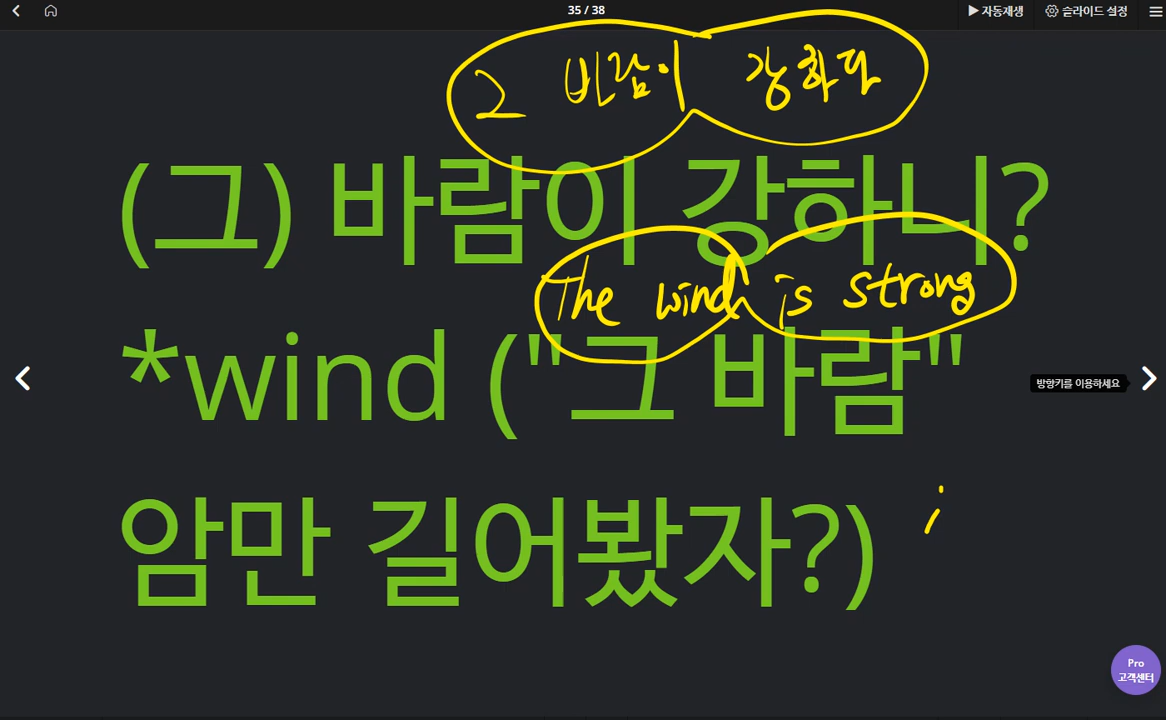 35 / 38
▶ 자동재생
슬라이드 설정
그 바람이 강하다
(그) 바람이 강하니?
The wind is strong
*wind ("그 바람"
방향키를 이용하세요
암만 길어봤자?)
i
Pro
고객센터